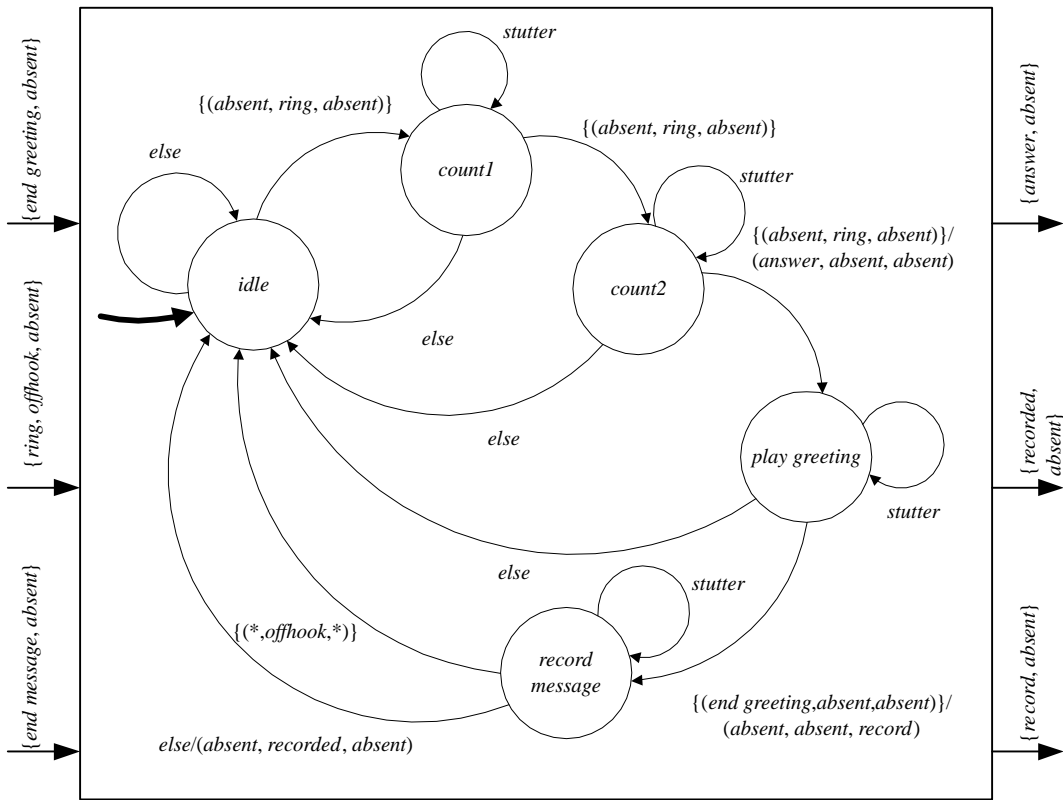 {end greeting, absent}
{ring, offhook, absent}
{end message, absent}
stutter
{(absent, ring, absent)}
count1
{(absent, ring, absent)}
else
stutter
idle
count2
{(absent, ring, absent)}/
(answer, absent, absent)
else
else
play greeting
stutter
else
stutter
{(*,offhook,*)}
record
message
{(end greeting,absent,absent)}/
(absent, absent, record)
else/(absent, recorded, absent)
{answer, absent}
{recorded,
absent}
{record, absent}